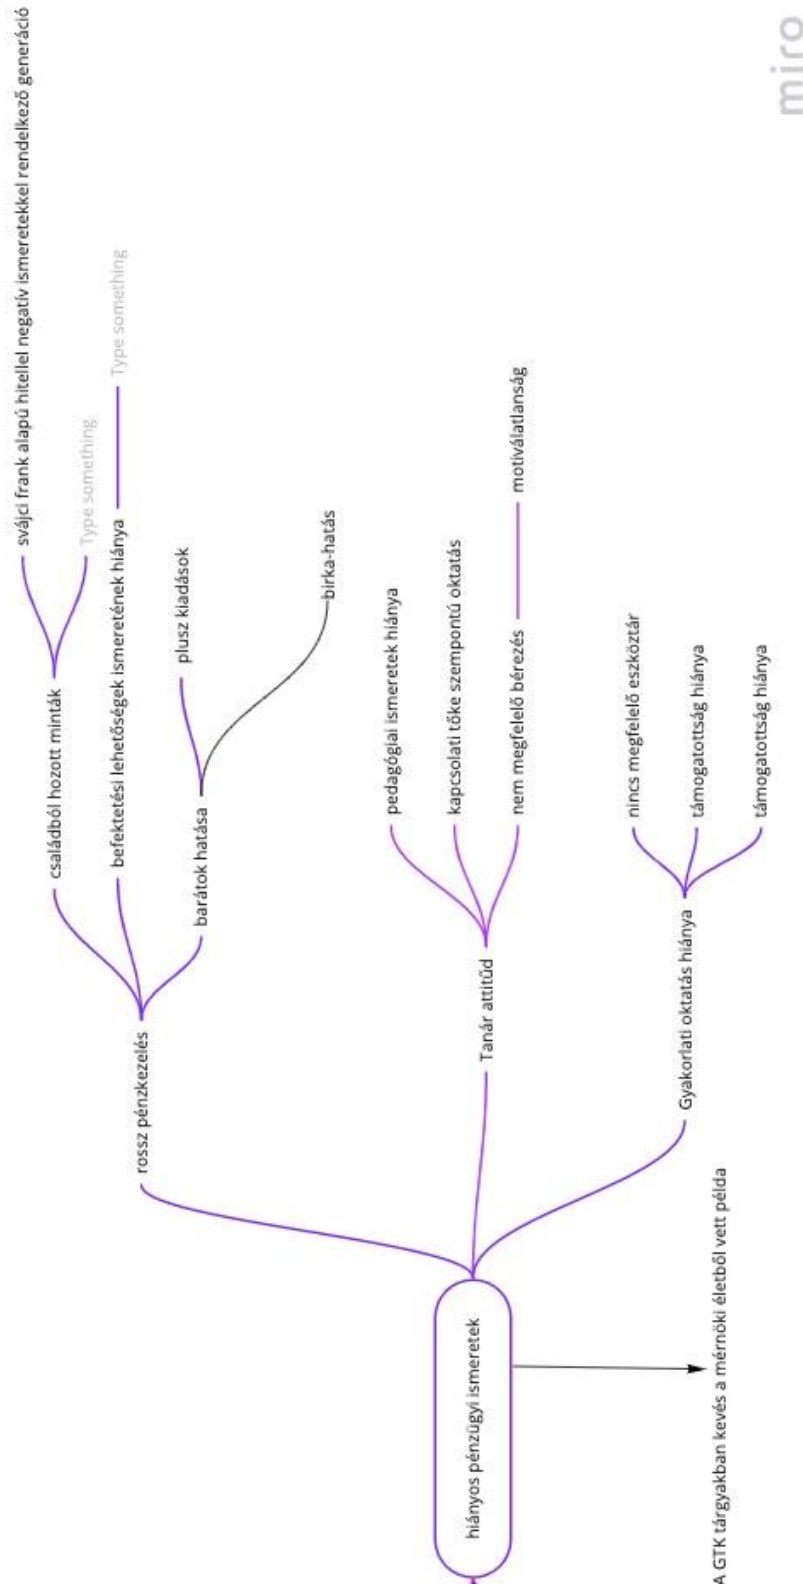 svájci frank alapú hitellel negatív ismeretekkel rendelkező generáció
családból hozott minták
Type something
befektetési lehetőségek ismeretének hiánya
Type something
rossz pénzkezelés
plusz kiadások
barátok hatása
birka-hatás
pedagógiai ismeretek hiánya
kapcsolati tőke szempontú oktatás
hiányos pénzügyi ismeretek
Tanár attitűd
nem megfelelő bérezés
motiválatlanság
nincs megfelelő eszköztár
Gyakorlati oktatás hiánya
támogatottság hiánya
támogatottság hiánya
A GTK tárgyakban kevés a mérnöki életből vett példa
miro